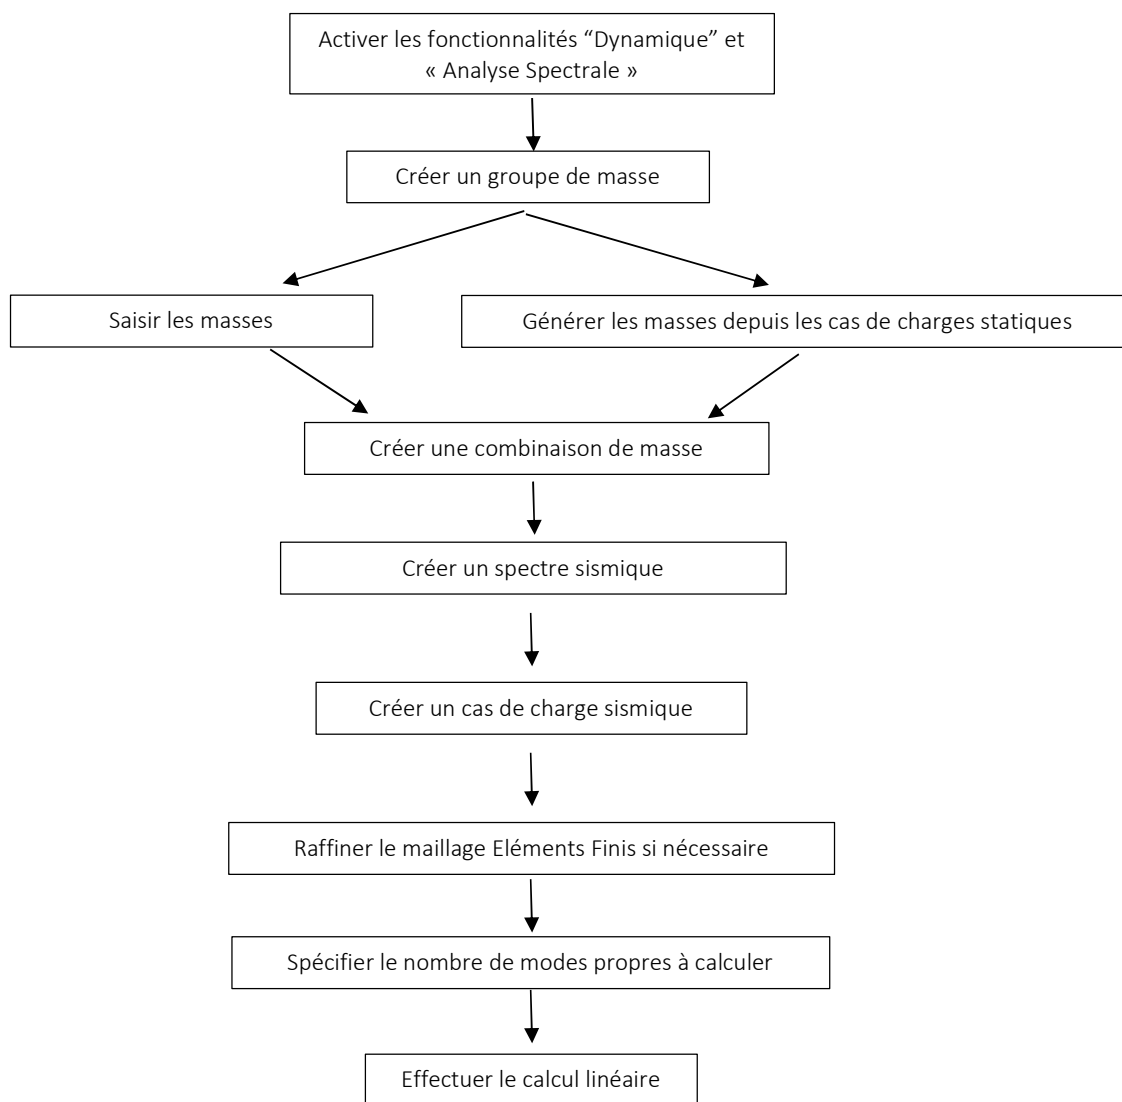 Activer les fonctionnalités “Dynamique” et
« Analyse Spectrale »
Créer un groupe de masse
Saisir les masses
Générer les masses depuis les cas de charges statiques
Créer une combinaison de masse
Créer un spectre sismique
Créer un cas de charge sismique
Raffiner le maillage Eléments Finis si nécessaire
Spécifier le nombre de modes propres à calculer
Effectuer le calcul linéaire